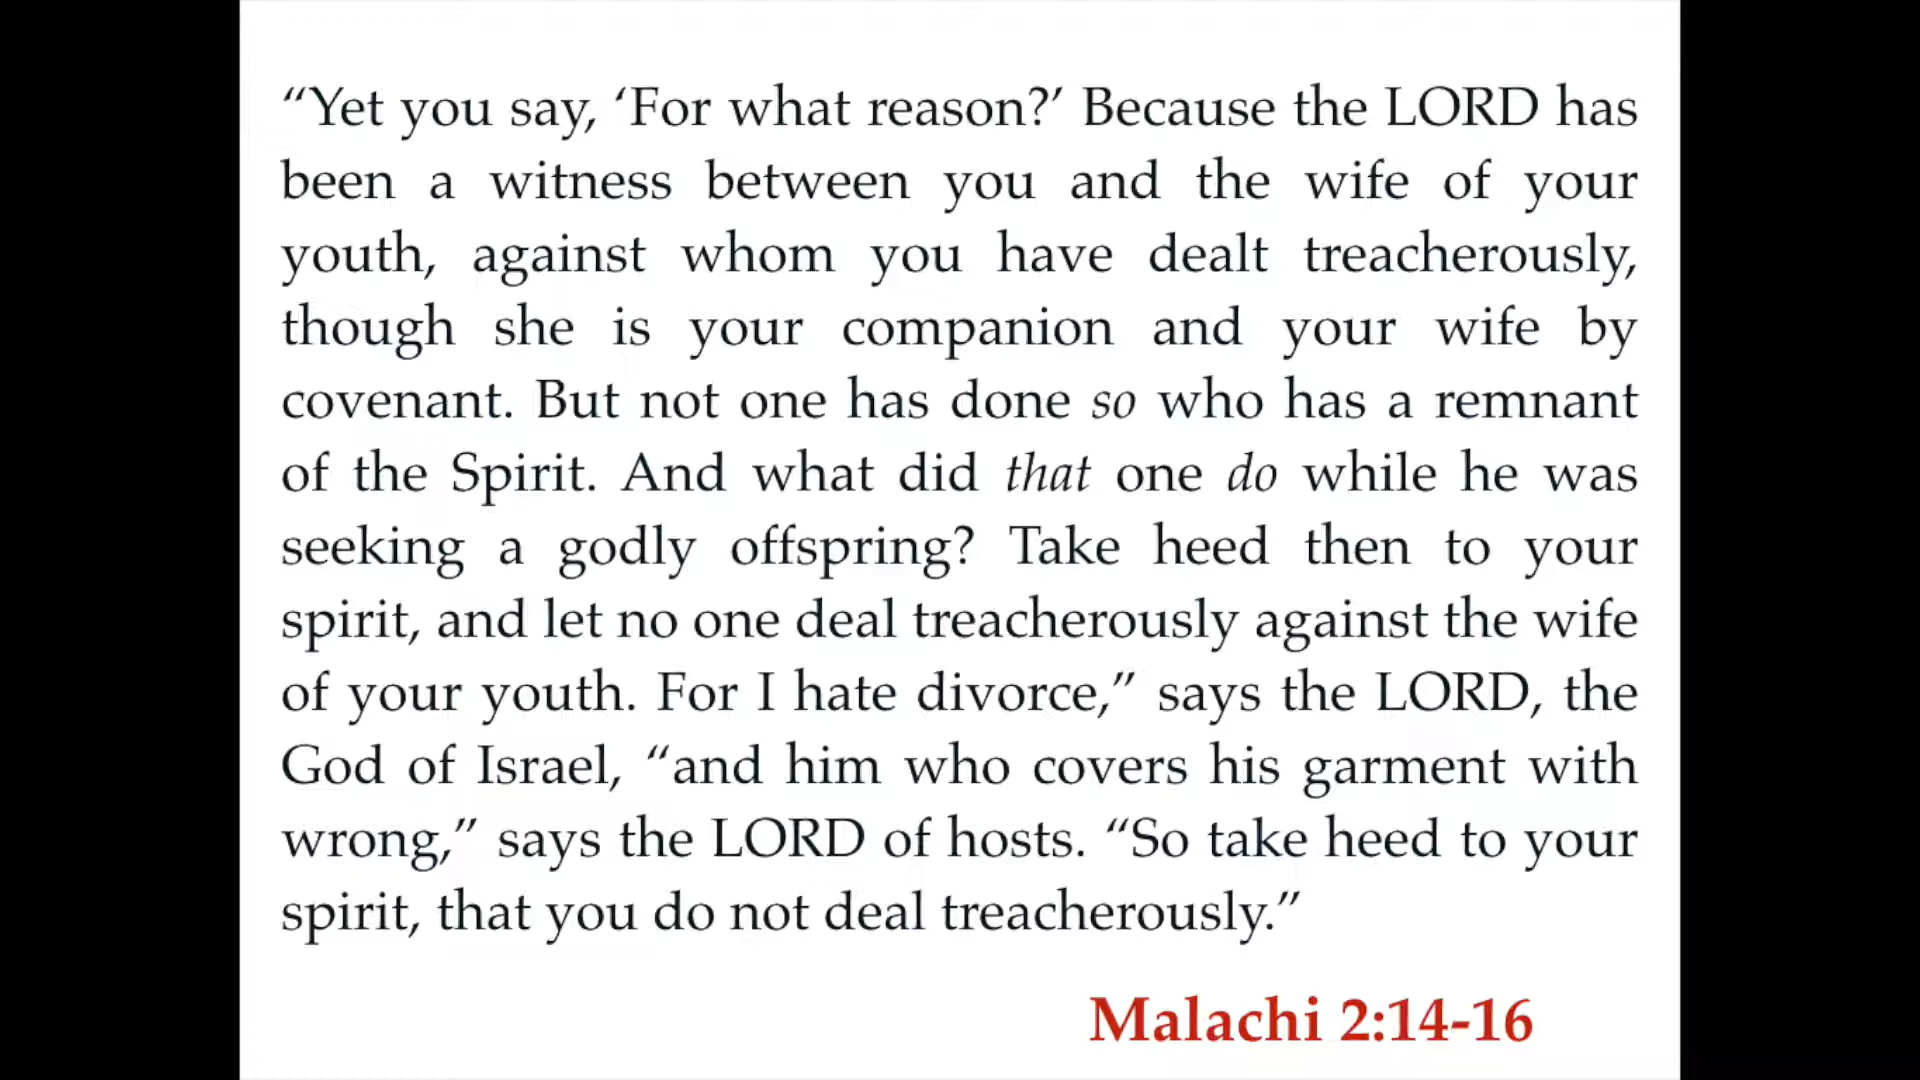 “Yet you say, ‘For what reason?’ Because the LORD has
been a witness between you and the wife of your
youth, against whom you have dealt treacherously,
though she is your companion and your wife by
covenant. But not one has done so who has a remnant
of the Spirit. And what did that one do while he was
seeking a godly offspring? Take heed then to your
spirit, and let no one deal treacherously against the wife
of your youth. For I hate divorce,” says the LORD, the
God of Israel, “and him who covers his garment with
wrong,” says the LORD of hosts. “So take heed to your
spirit, that you do not deal treacherously.”
Malachi 2:14-16